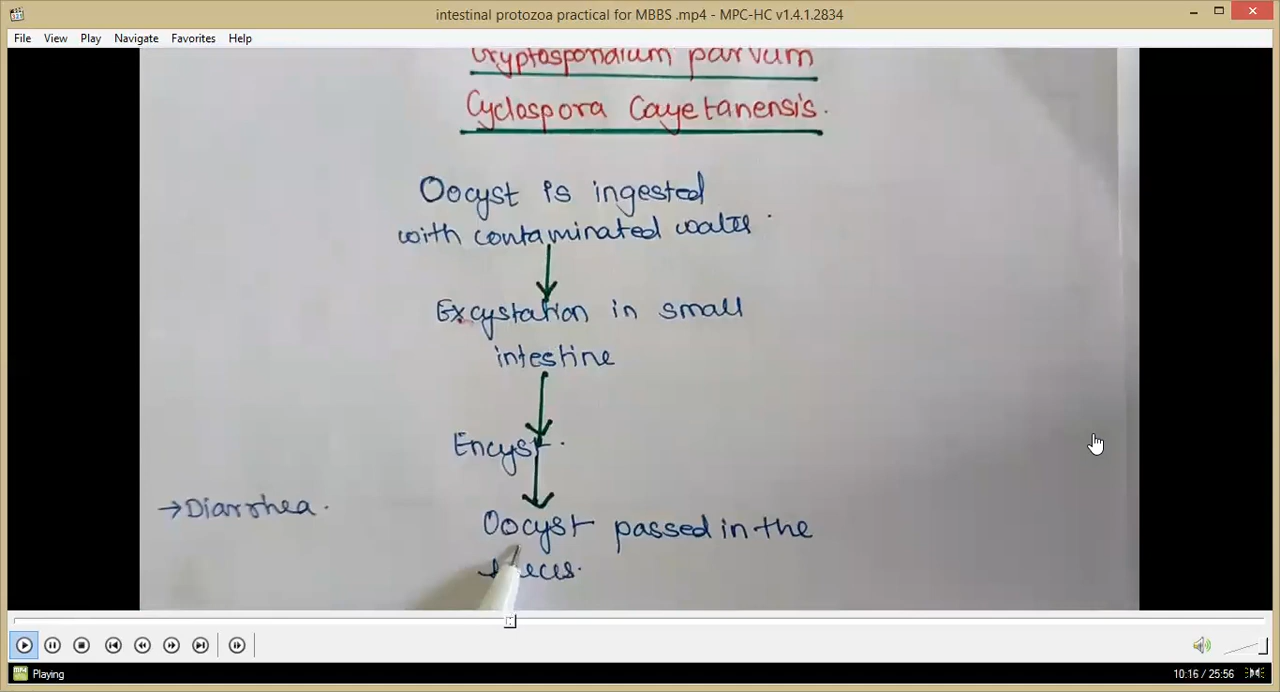 intestinal protozoa practical for MBBS .mp4 - MPC-HC v1.4.1.2834
File View Play Navigate Favorites Help
Cryptosporidium parvum
Cyclospora Cayetanensis.
Oocyst is ingested
with contaminated water.
Excystation in small
intestine
Encyst.
→Diarrhea.
Oocyst passed in the
Playing
10:16 / 25:56